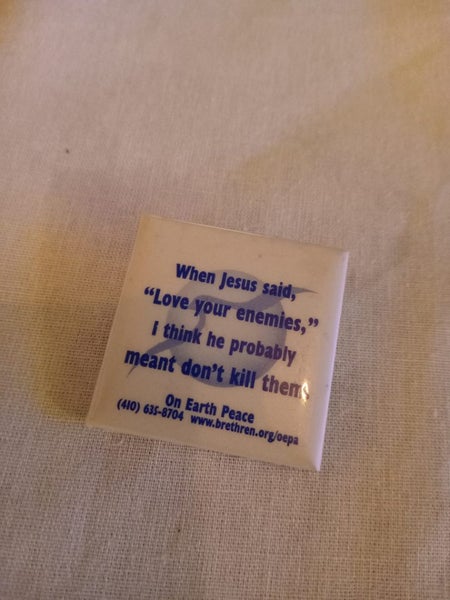 When Jesus said,
“Love your enemies,”
I think he probably
meant don't kill them.
On Earth Peace
(410) 635-8704 www.brethren.org/oepa